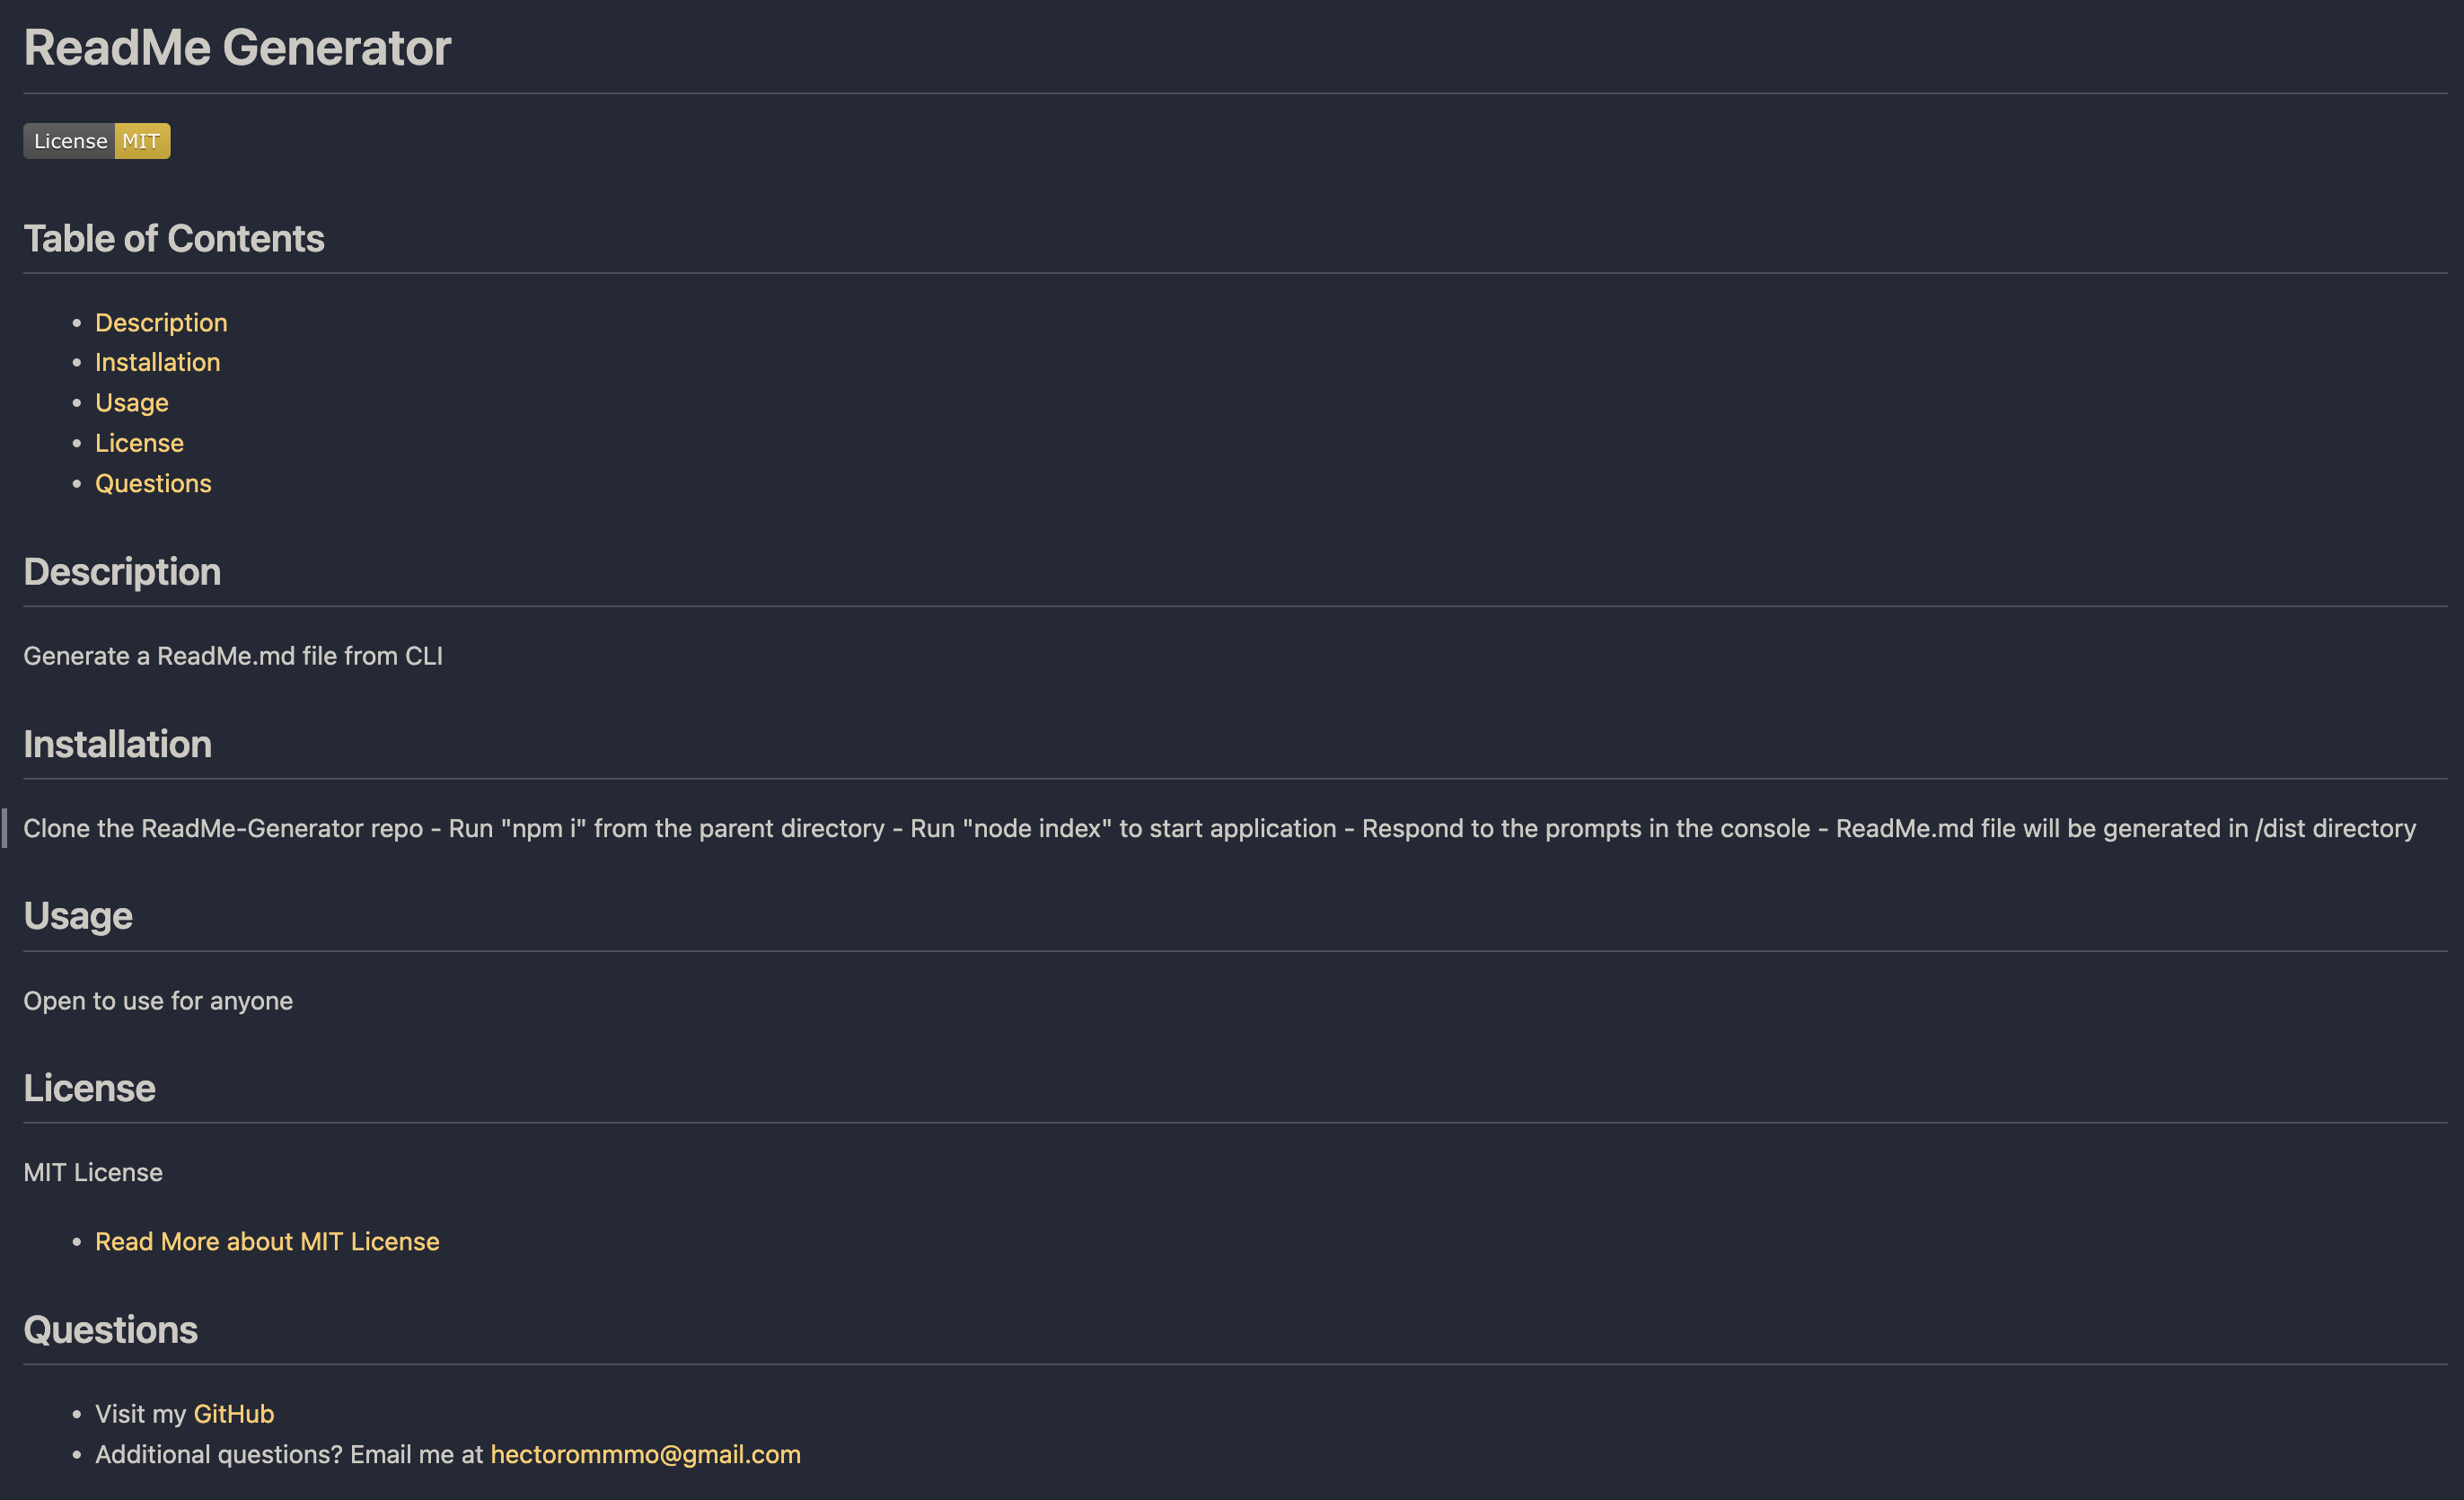 ReadMe Generator
License MIT
Table of Contents
Description
Installation
Usage
License
Questions
Description
Generate a ReadMe.md file from CLI
Installation
Clone the ReadMe-Generator repo - Run "npm i" from the parent directory - Run "node index" to start application - Respond to the prompts in the console - ReadMe.md file will be generated in /dist directory
Usage
Open to use for anyone
License
MIT License
Read More about MIT License
Questions
Visit my GitHub
Additional questions? Email me at hectorommmo@gmail.com